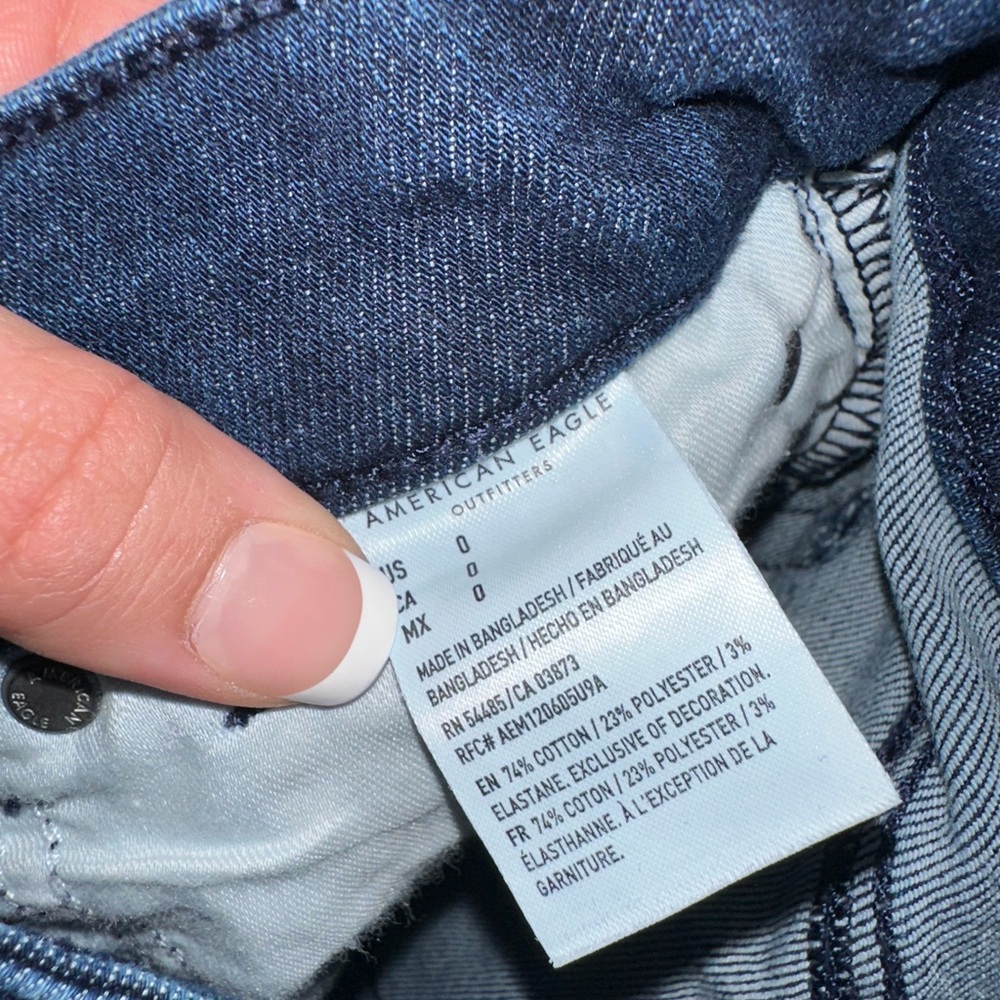 AMERICAN EAGLE
OUTFITTERS
US 0
CA 0
MX 0
MADE IN BANGLADESH / FABRIQUÉ AU
BANGLADESH / HECHO EN BANGLADESH
RN 54485 / CA 03873
RFC# AEM120605U9A
EN 74% COTTON / 23% POLYESTER / 3%
ELASTANE. EXCLUSIVE OF DECORATION.
FR 74% COTON / 23% POLYESTER / 3%
ÉLASTHANNE. À L'EXCEPTION DE LA
GARNITURE.
AMERICAN
EAGLE